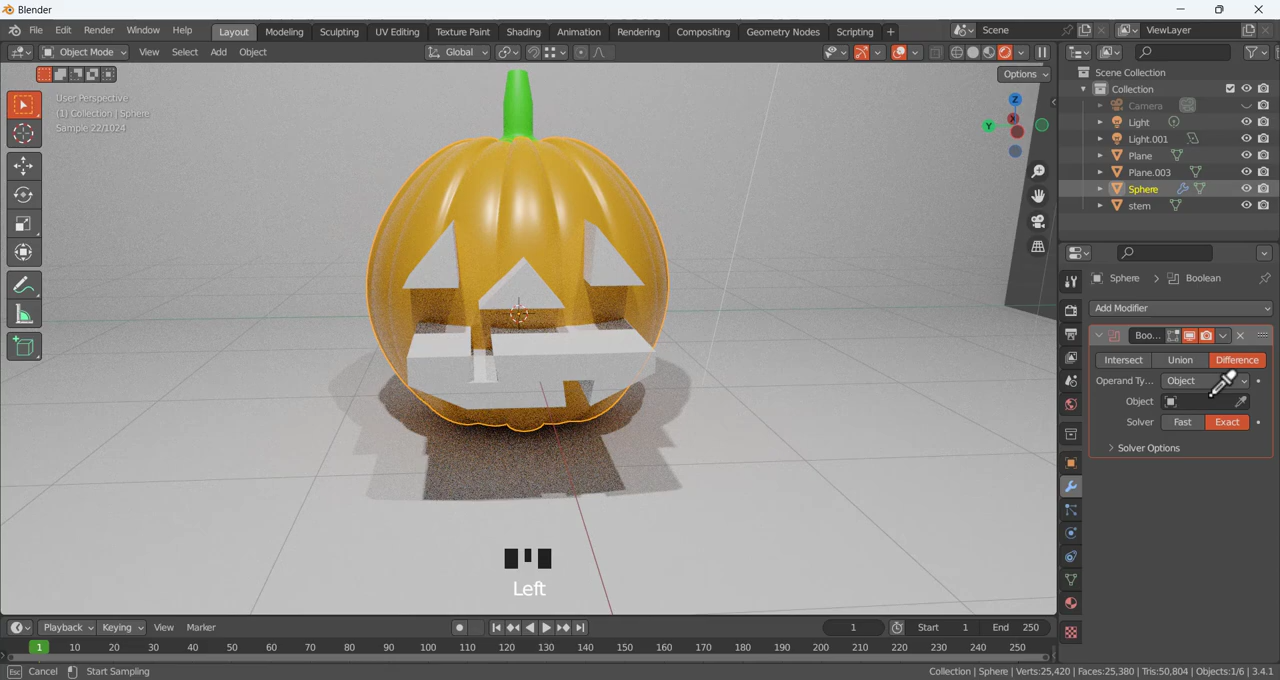 Blender
File Edit Render Window Help Layout Modeling Sculpting UV Editing Texture Paint Shading Animation Rendering Compositing Geometry Nodes Scripting + Scene ViewLayer
Object Mode View Select Add Object Global
Options
User Perspective
(1) Collection | Sphere
Sample 22/1024
Z
Y
X
Scene Collection
Collection
Camera
Light
Light.001
Plane
Plane.003
Sphere
stem
Sphere > Boolean
Add Modifier
Boo...
Intersect Union Difference
Operand Ty... Object
Object
Solver Fast Exact
Solver Options
Left
Playback Keying View Marker 1 Start 1 End 250
1 10 20 30 40 50 60 70 80 90 100 110 120 130 140 150 160 170 180 190 200 210 220 230 240 250
Esc Cancel Start Sampling Collection | Sphere | Verts:25,420 | Faces:25,380 | Tris:50,804 | Objects:1/6 | 3.4.1